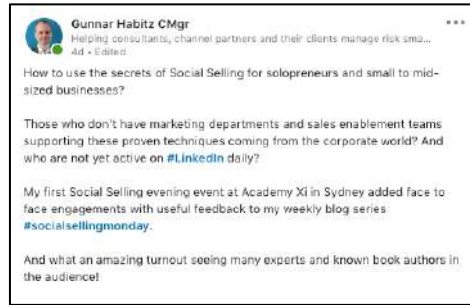 Gunnar Habitz CMgr
Helping consultants, channel partners and their clients manage risk sma...
4d • Edited
How to use the secrets of Social Selling for solopreneurs and small to mid-
sized businesses?
Those who don't have marketing departments and sales enablement teams
supporting these proven techniques coming from the corporate world? And
who are not yet active on #LinkedIn daily?
My first Social Selling evening event at Academy Xi in Sydney added face to
face engagements with useful feedback to my weekly blog series
#socialsellingmonday.
And what an amazing turnout seeing many experts and known book authors in
the audience!